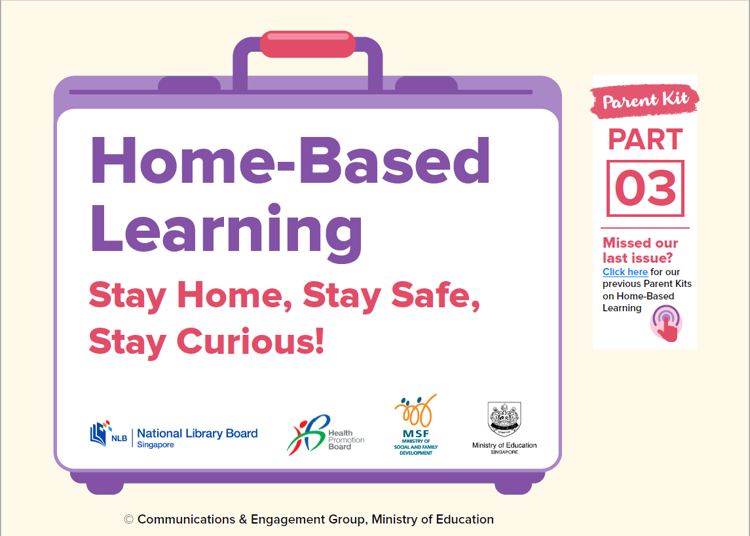 Home-Based
Learning
Stay Home, Stay Safe,
Stay Curious!
NLB
National Library Board
Singapore
Health
Promotion
Board
MSF
MINISTRY OF
SOCIAL AND FAMILY
DEVELOPMENT
Ministry of Education
SINGAPORE
© Communications & Engagement Group, Ministry of Education
Parent Kit
PART
03
Missed our
last issue?
Click here for our
previous Parent Kits
on Home-Based
Learning